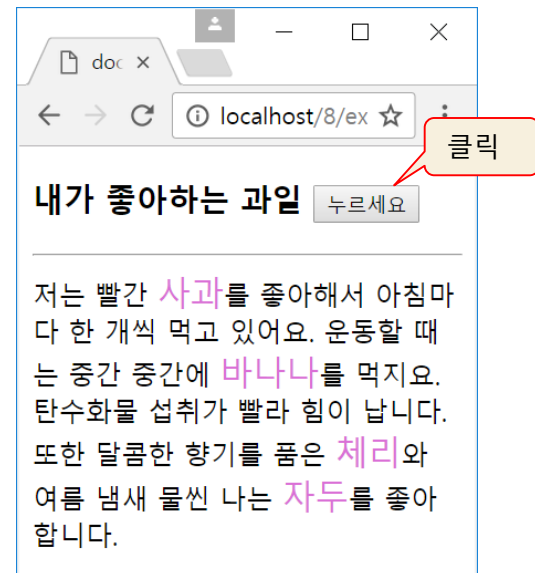 doc
localhost/8/ex
클릭
내가 좋아하는 과일 누르세요
저는 빨간 사과를 좋아해서 아침마
다 한 개씩 먹고 있어요. 운동할 때
는 중간 중간에 바나나를 먹지요.
탄수화물 섭취가 빨라 힘이 납니다.
또한 달콤한 향기를 품은 체리와
여름 냄새 물씬 나는 자두를 좋아
합니다.